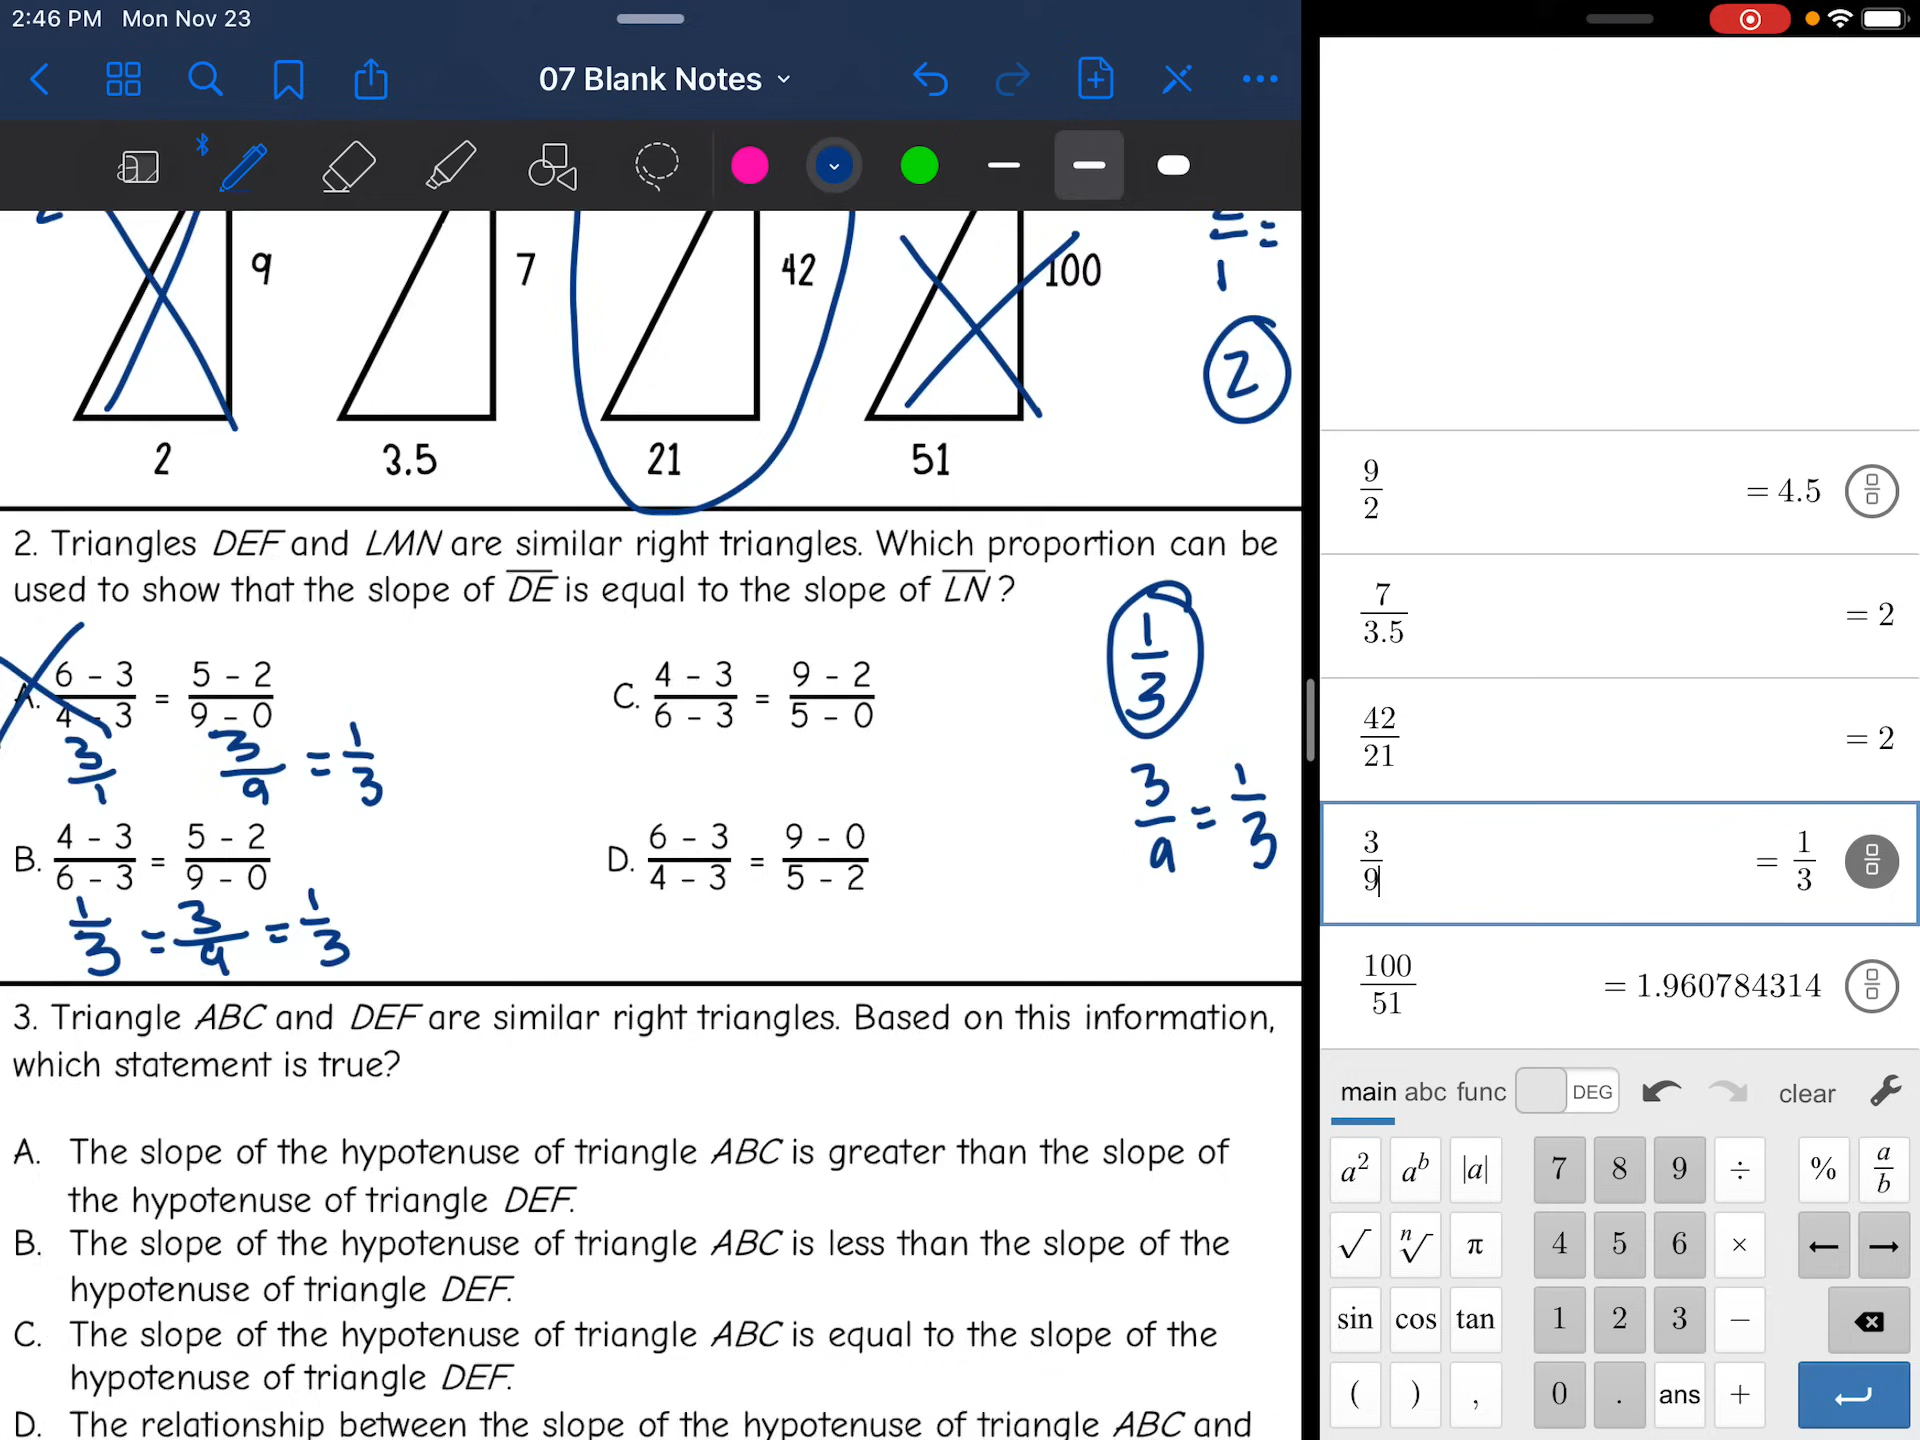 2:46 PM Mon Nov 23
07 Blank Notes
9
7
42
100
1
2
2
3.5
21
51
2. Triangles DEF and LMN are similar right triangles. Which proportion can be
used to show that the slope of DE is equal to the slope of LN?
A. 6 - 3 / 4 - 3 = 5 - 2 / 9 - 0
3/1 3/9 = 1/3
B. 4 - 3 / 6 - 3 = 5 - 2 / 9 - 0
1/3 = 3/9 = 1/3
C. 4 - 3 / 6 - 3 = 9 - 2 / 5 - 0
D. 6 - 3 / 4 - 3 = 9 - 0 / 5 - 2
1/3
3/9 = 1/3
3. Triangle ABC and DEF are similar right triangles. Based on this information,
which statement is true?
A. The slope of the hypotenuse of triangle ABC is greater than the slope of
the hypotenuse of triangle DEF.
B. The slope of the hypotenuse of triangle ABC is less than the slope of the
hypotenuse of triangle DEF.
C. The slope of the hypotenuse of triangle ABC is equal to the slope of the
hypotenuse of triangle DEF.
D. The relationship between the slope of the hypotenuse of triangle ABC and
9/2 = 4.5
7/3.5 = 2
42/21 = 2
3/9 = 1/3
100/51 = 1.960784314
main abc func DEG clear
a² aᵇ |a| 7 8 9 ÷ % a/b
√ ⁿ√ π 4 5 6 × ← →
sin cos tan 1 2 3 −
( ) , 0 . ans +